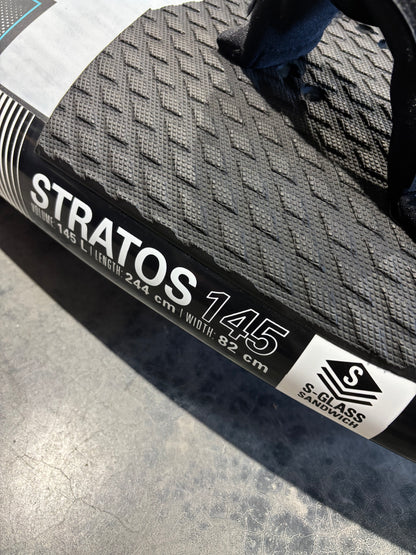 STRATOS 145
VOLUME: 145 L | LENGTH: 244 cm | WIDTH: 82 cm
S
S-GLASS
SANDWICH